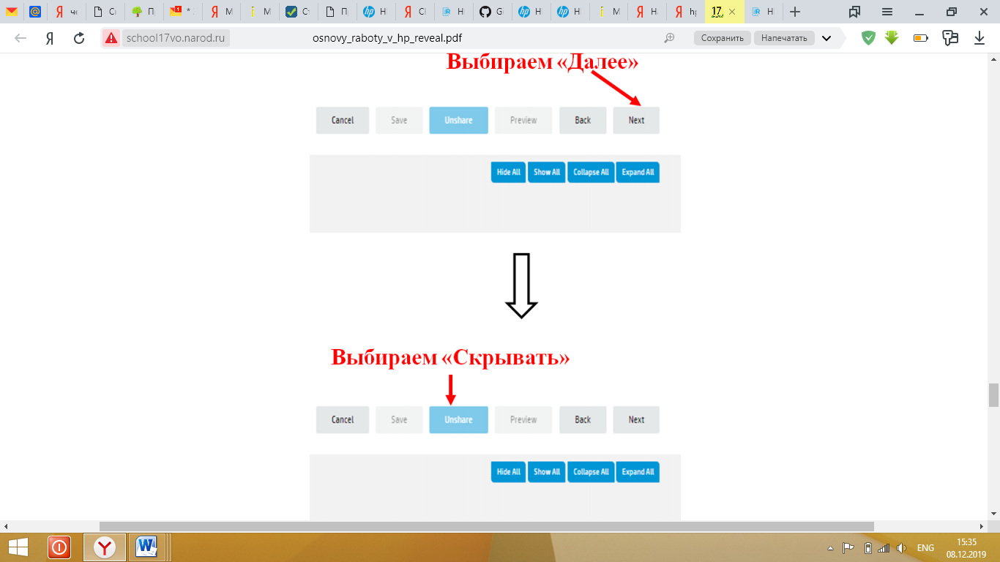 school17vo.narod.ru
osnovy_raboty_v_hp_reveal.pdf
Сохранить
Напечатать
Выбираем «Далее»
Cancel Save Unshare Preview Back Next
Hide All Show All Collapse All Expand All
Выбираем «Скрывать»
Cancel Save Unshare Preview Back Next
Hide All Show All Collapse All Expand All
ENG
15:35
08.12.2019